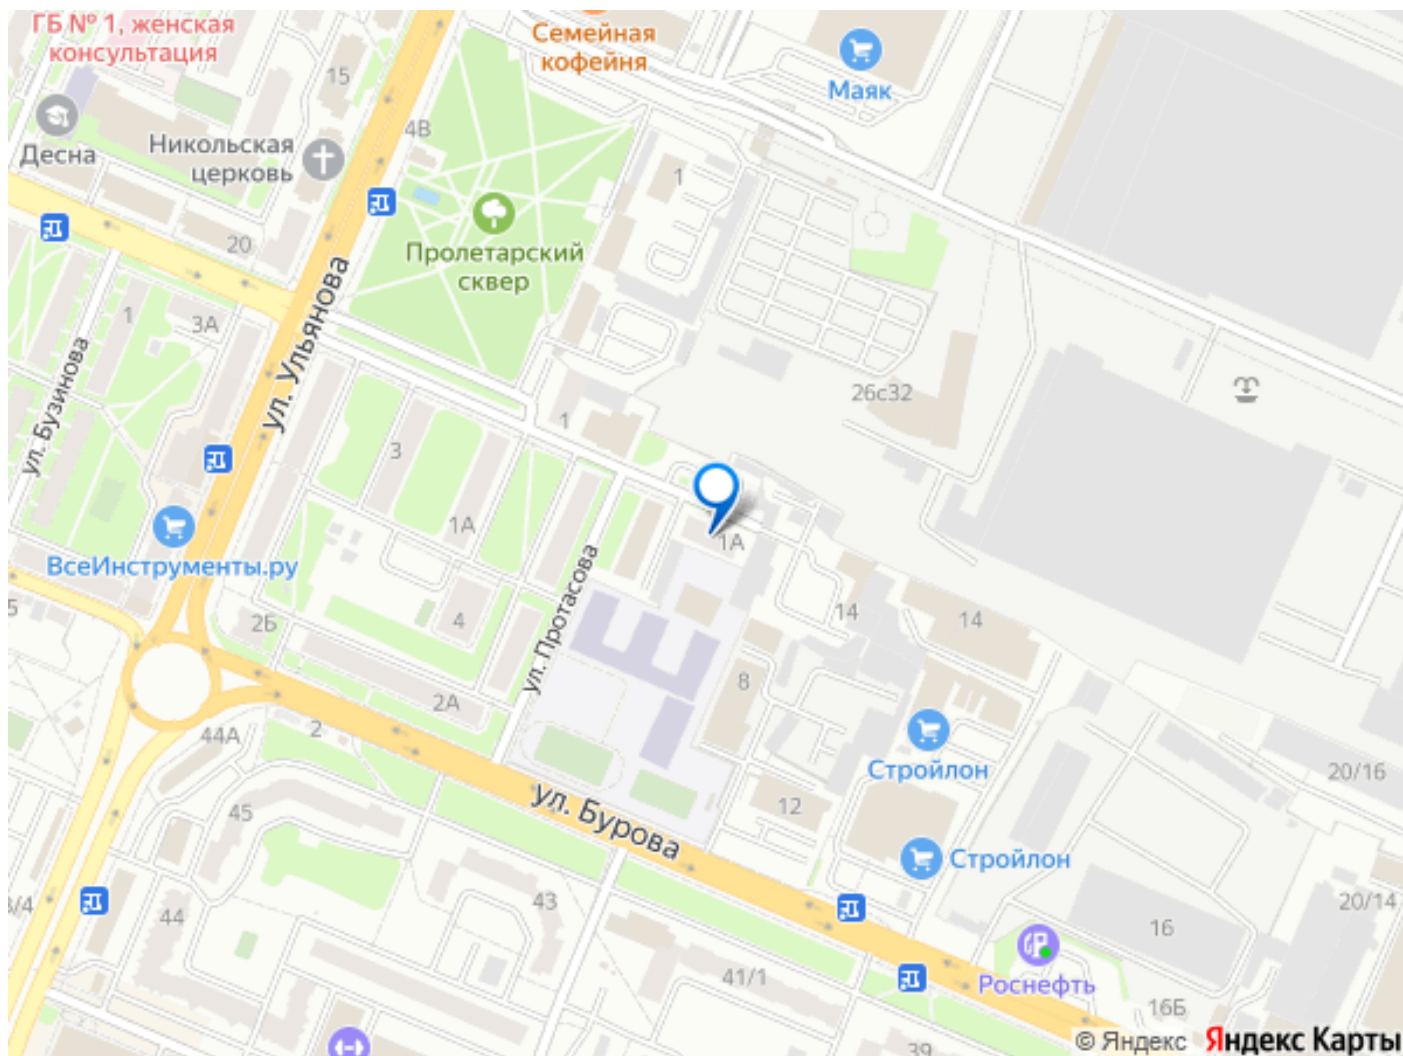 ГБ № 1, женская
консультация
Семейная
кофейня
Маяк
15
4В
Десна
Никольская
церковь
1
20
Пролетарский
сквер
1
3А
ул. Ульянова
ул. Бузинова
26с32
1
3
1А
1А
ВсеИнструменты.ру
ул. Протасова
5
2Б
4
14
14
8
2А
2
44А
Стройлон
20/16
45
ул. Бурова
12
Стройлон
3/4
44
43
20/14
16
41/1
Роснефть
16Б
39
© Яндекс Яндекс Карты